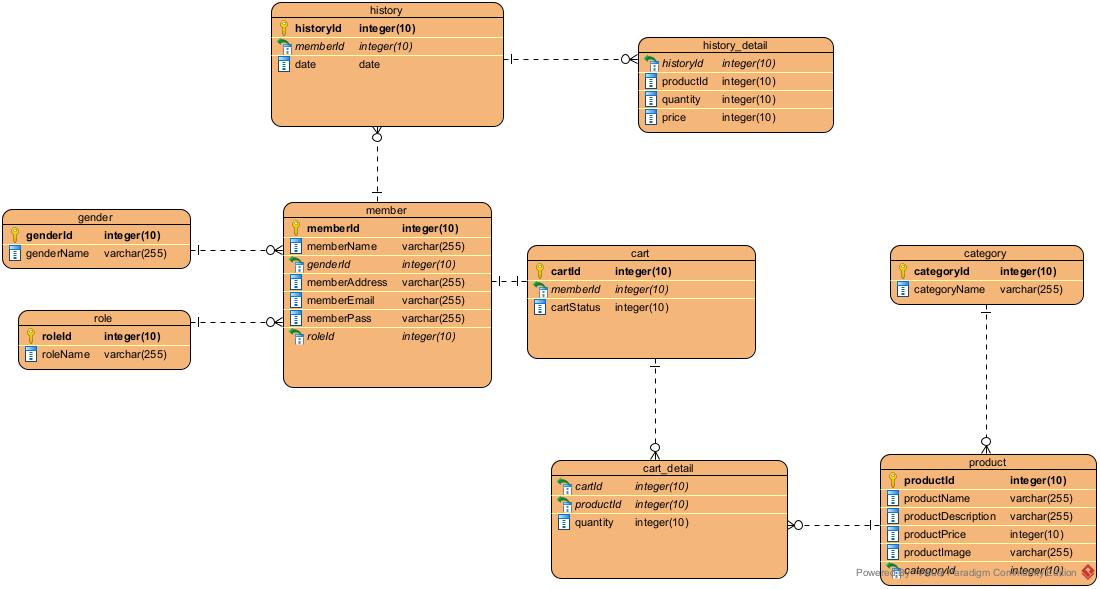 history
historyId integer(10)
memberId integer(10)
date date
history_detail
historyId integer(10)
productId integer(10)
quantity integer(10)
price integer(10)
gender
genderId integer(10)
genderName varchar(255)
member
memberId integer(10)
memberName varchar(255)
genderId integer(10)
memberAddress varchar(255)
memberEmail varchar(255)
memberPass varchar(255)
roleId integer(10)
role
roleId integer(10)
roleName varchar(255)
cart
cartId integer(10)
memberId integer(10)
cartStatus integer(10)
category
categoryId integer(10)
categoryName varchar(255)
cart_detail
cartId integer(10)
productId integer(10)
quantity integer(10)
product
productId integer(10)
productName varchar(255)
productDescription varchar(255)
productPrice integer(10)
productImage varchar(255)
categoryId integer(10)
Powered By Visual Paradigm Community Edition